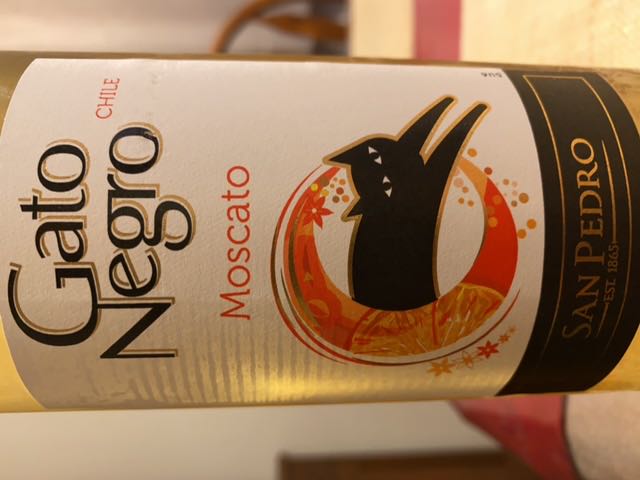 Gato
Negro
CHILE
Moscato
SAN PEDRO
EST. 1865